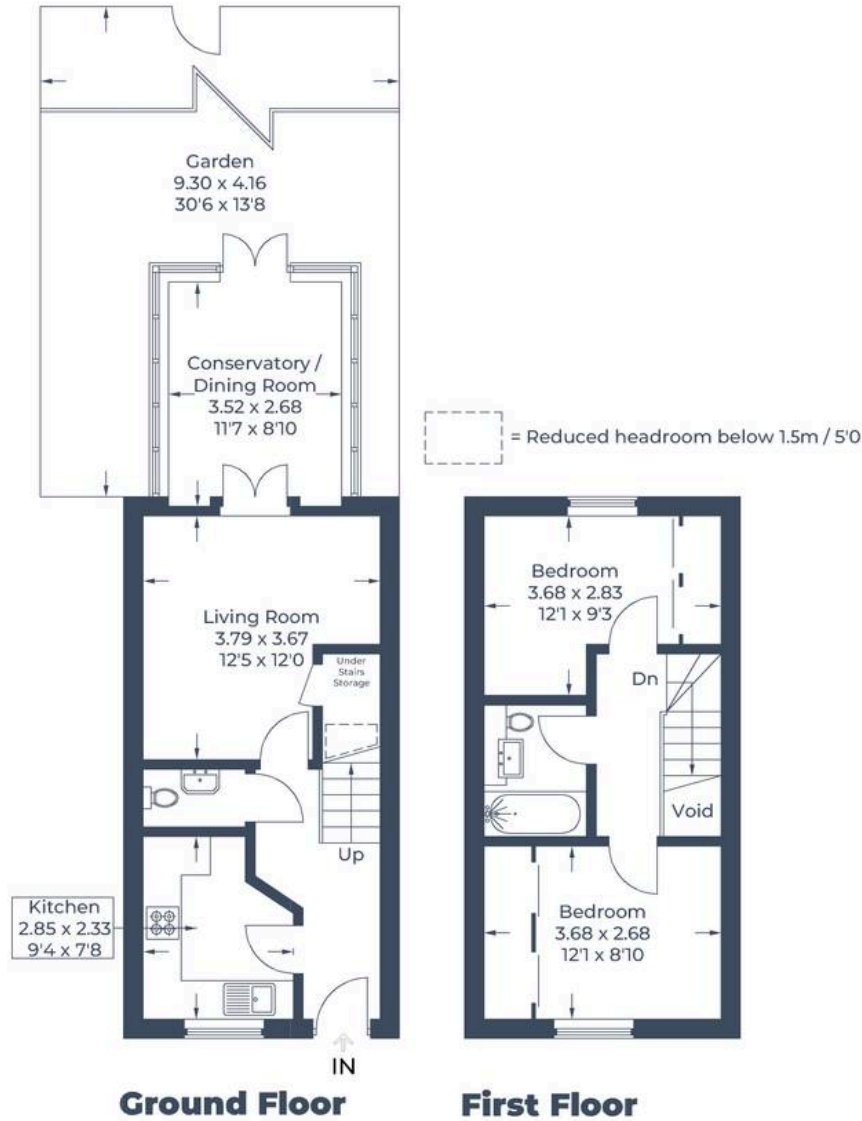 Garden
9.30 x 4.16
30'6 x 13'8
Conservatory /
Dining Room
3.52 x 2.68
11'7 x 8'10
= Reduced headroom below 1.5m / 5'0
Living Room
3.79 x 3.67
12'5 x 12'0
Under
Stairs
Storage
Up
Kitchen
2.85 x 2.33
9'4 x 7'8
IN
Ground Floor
Bedroom
3.68 x 2.83
12'1 x 9'3
Dn
Void
Bedroom
3.68 x 2.68
12'1 x 8'10
First Floor